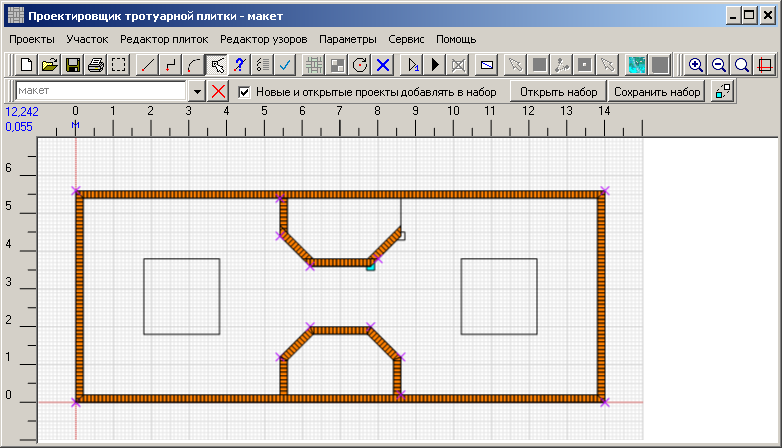 Проектировщик тротуарной плитки - макет
Проекты Участок Редактор плиток Редактор узоров Параметры Сервис Помощь
макет Новые и открытые проекты добавлять в набор Открыть набор Сохранить набор
12,242 0 1 2 3 4 5 6 7 8 9 10 11 12 13 14
0,055 м
6
5
4
3
2
1
0